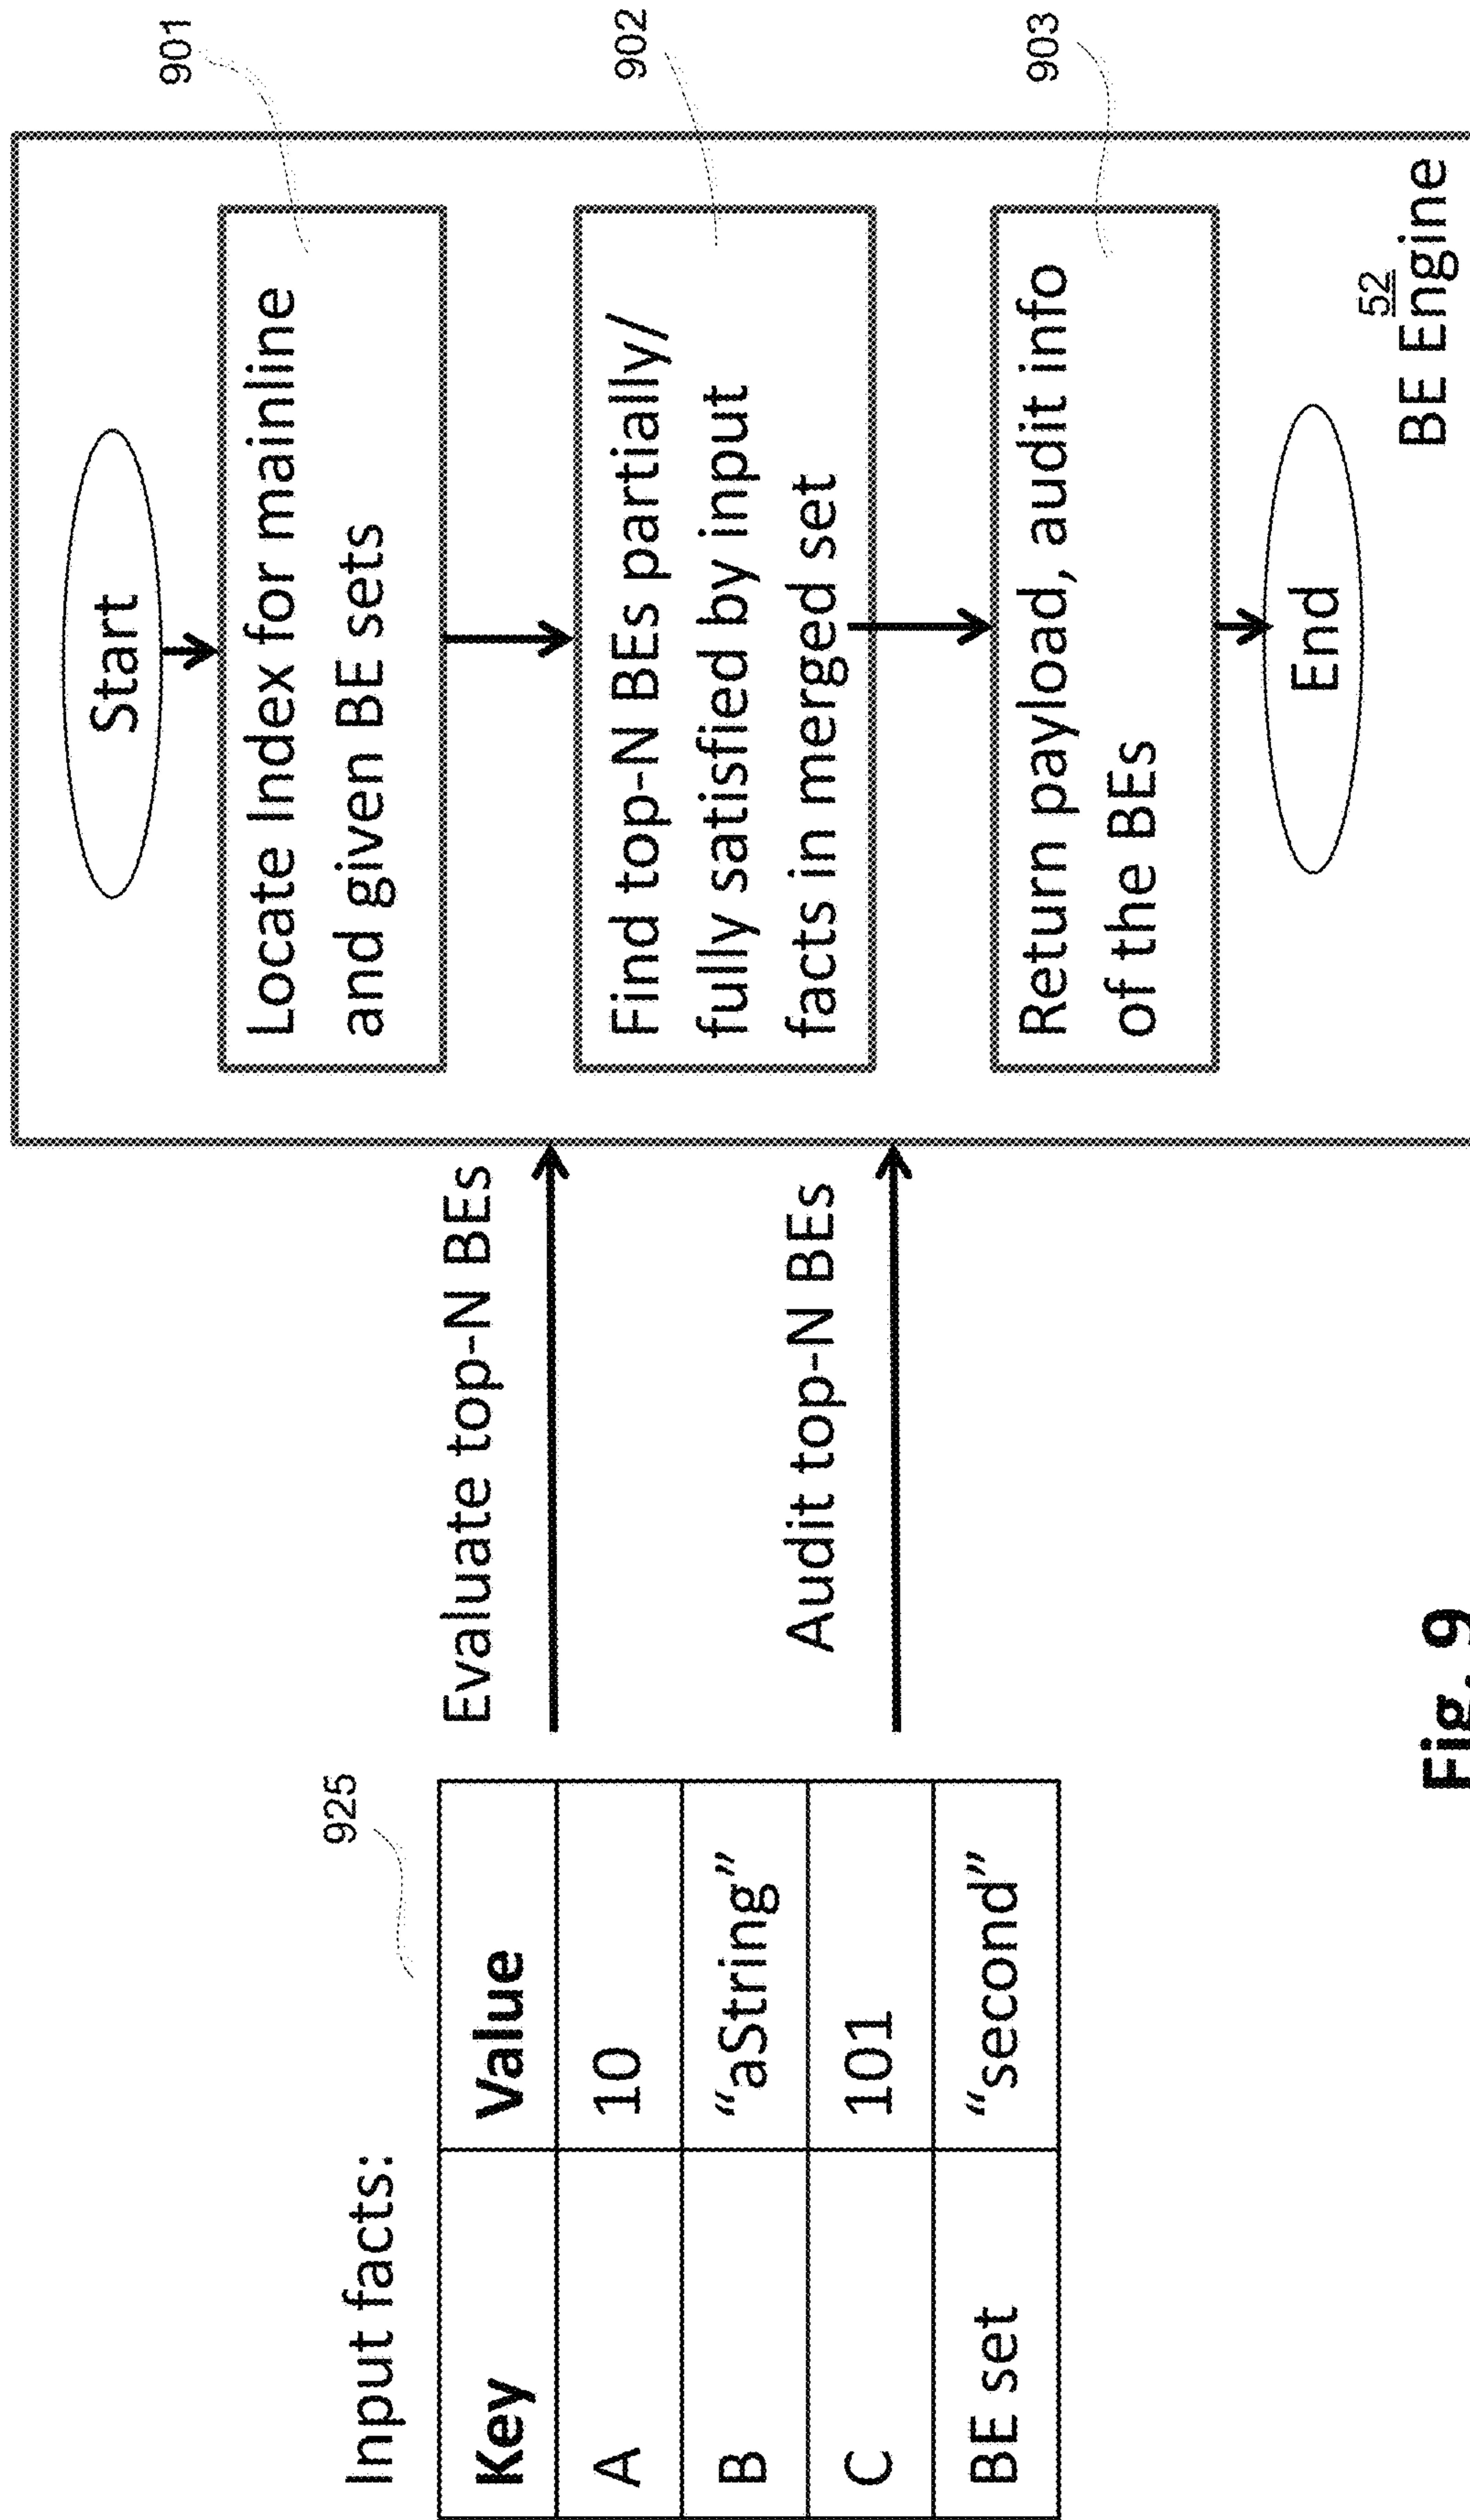 Input facts:
925
Key Value
A 10
B “aString”
C 101
BE set “second”
Evaluate top-N BEs
Audit top-N BEs
Start
901
Locate Index for mainline
and given BE sets
902
Find top-N BEs partially/
fully satisfied by input
facts in merged set
903
Return payload, audit info
of the BEs
End
52
BE Engine
Fig. 9